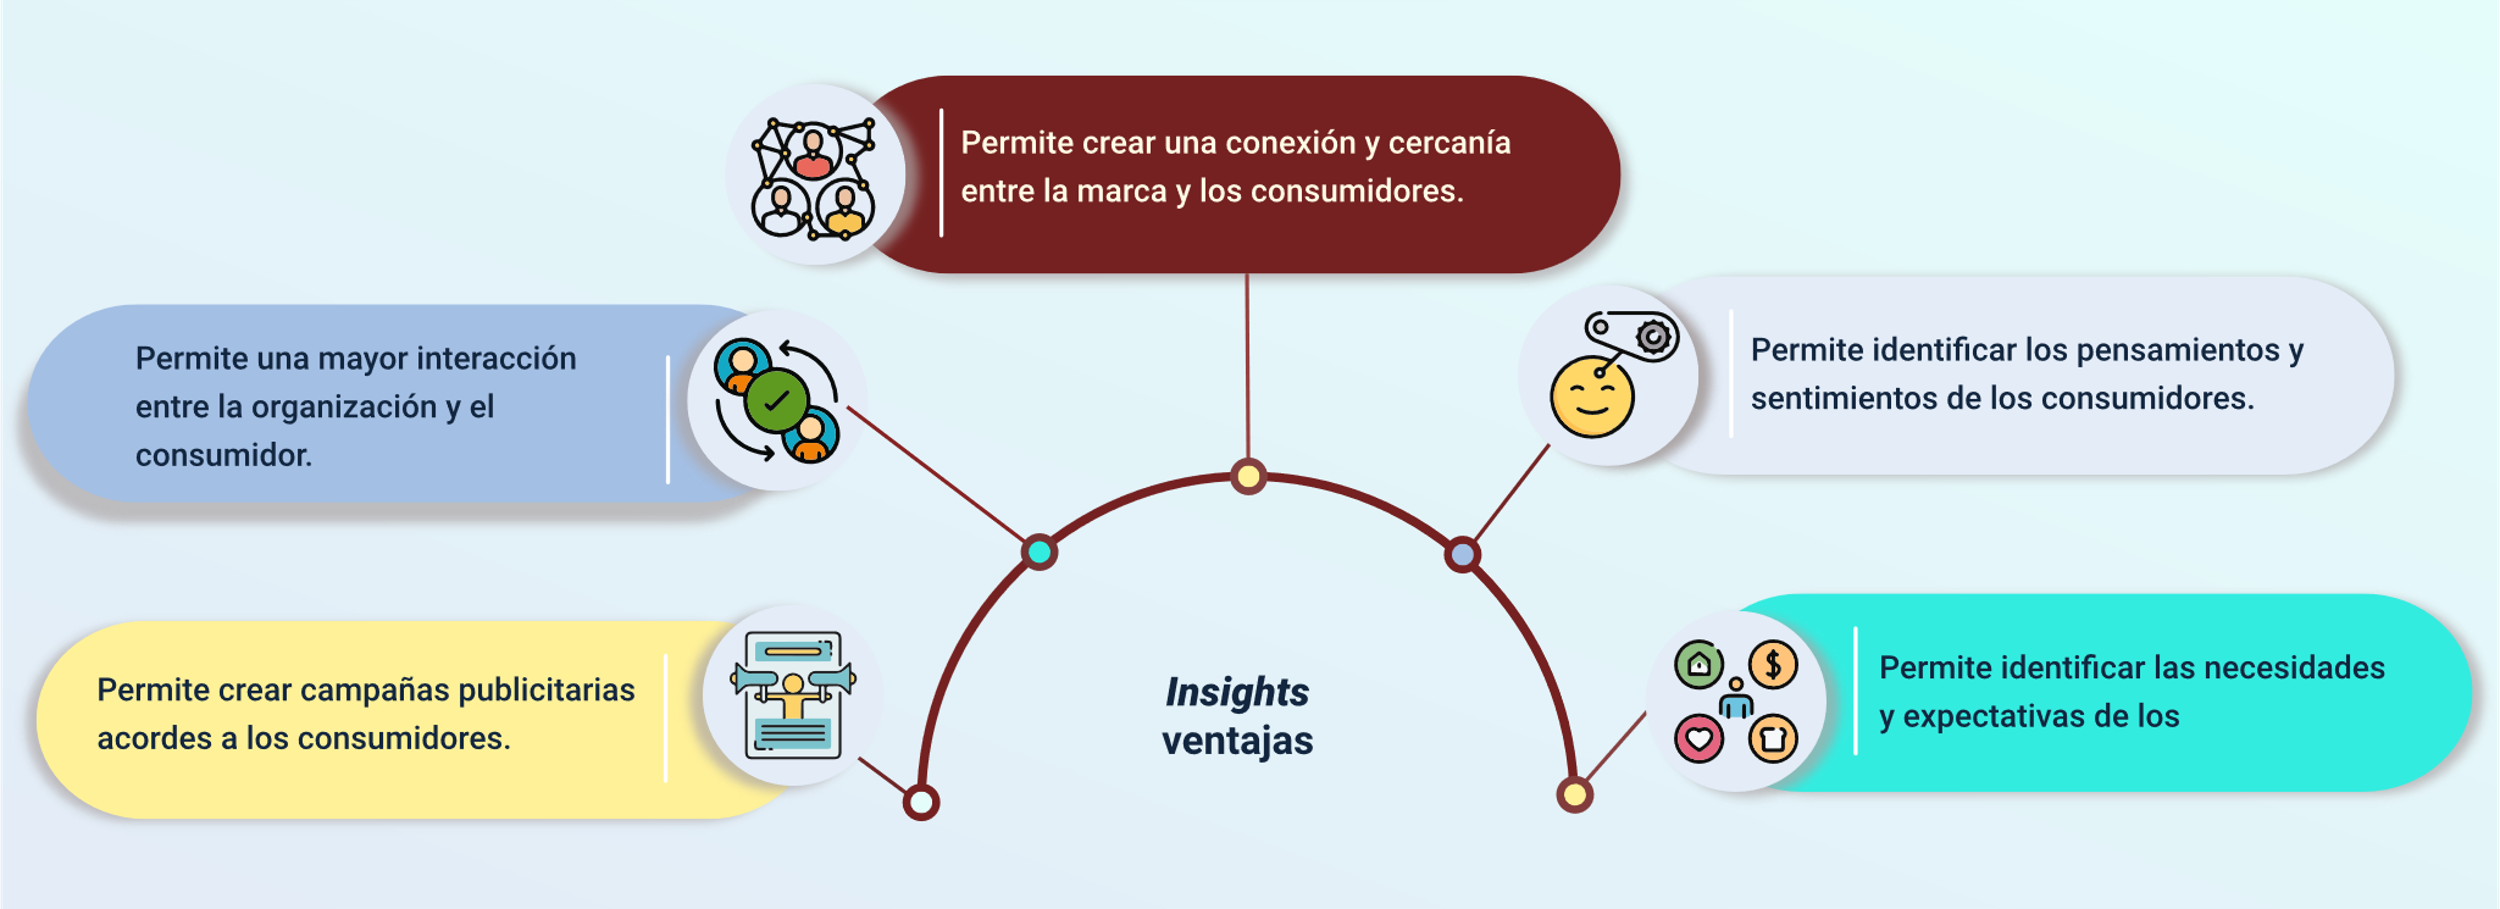 Permite crear una conexión y cercanía
entre la marca y los consumidores.
Permite una mayor interacción
entre la organización y el
consumidor.
Permite identificar los pensamientos y
sentimientos de los consumidores.
Permite crear campañas publicitarias
acordes a los consumidores.
Insights
ventajas
Permite identificar las necesidades
y expectativas de los